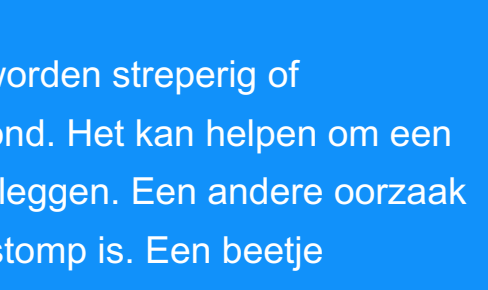 worden streperig of
ond. Het kan helpen om een
leggen. Een andere oorzaak
stomp is. Een beetje